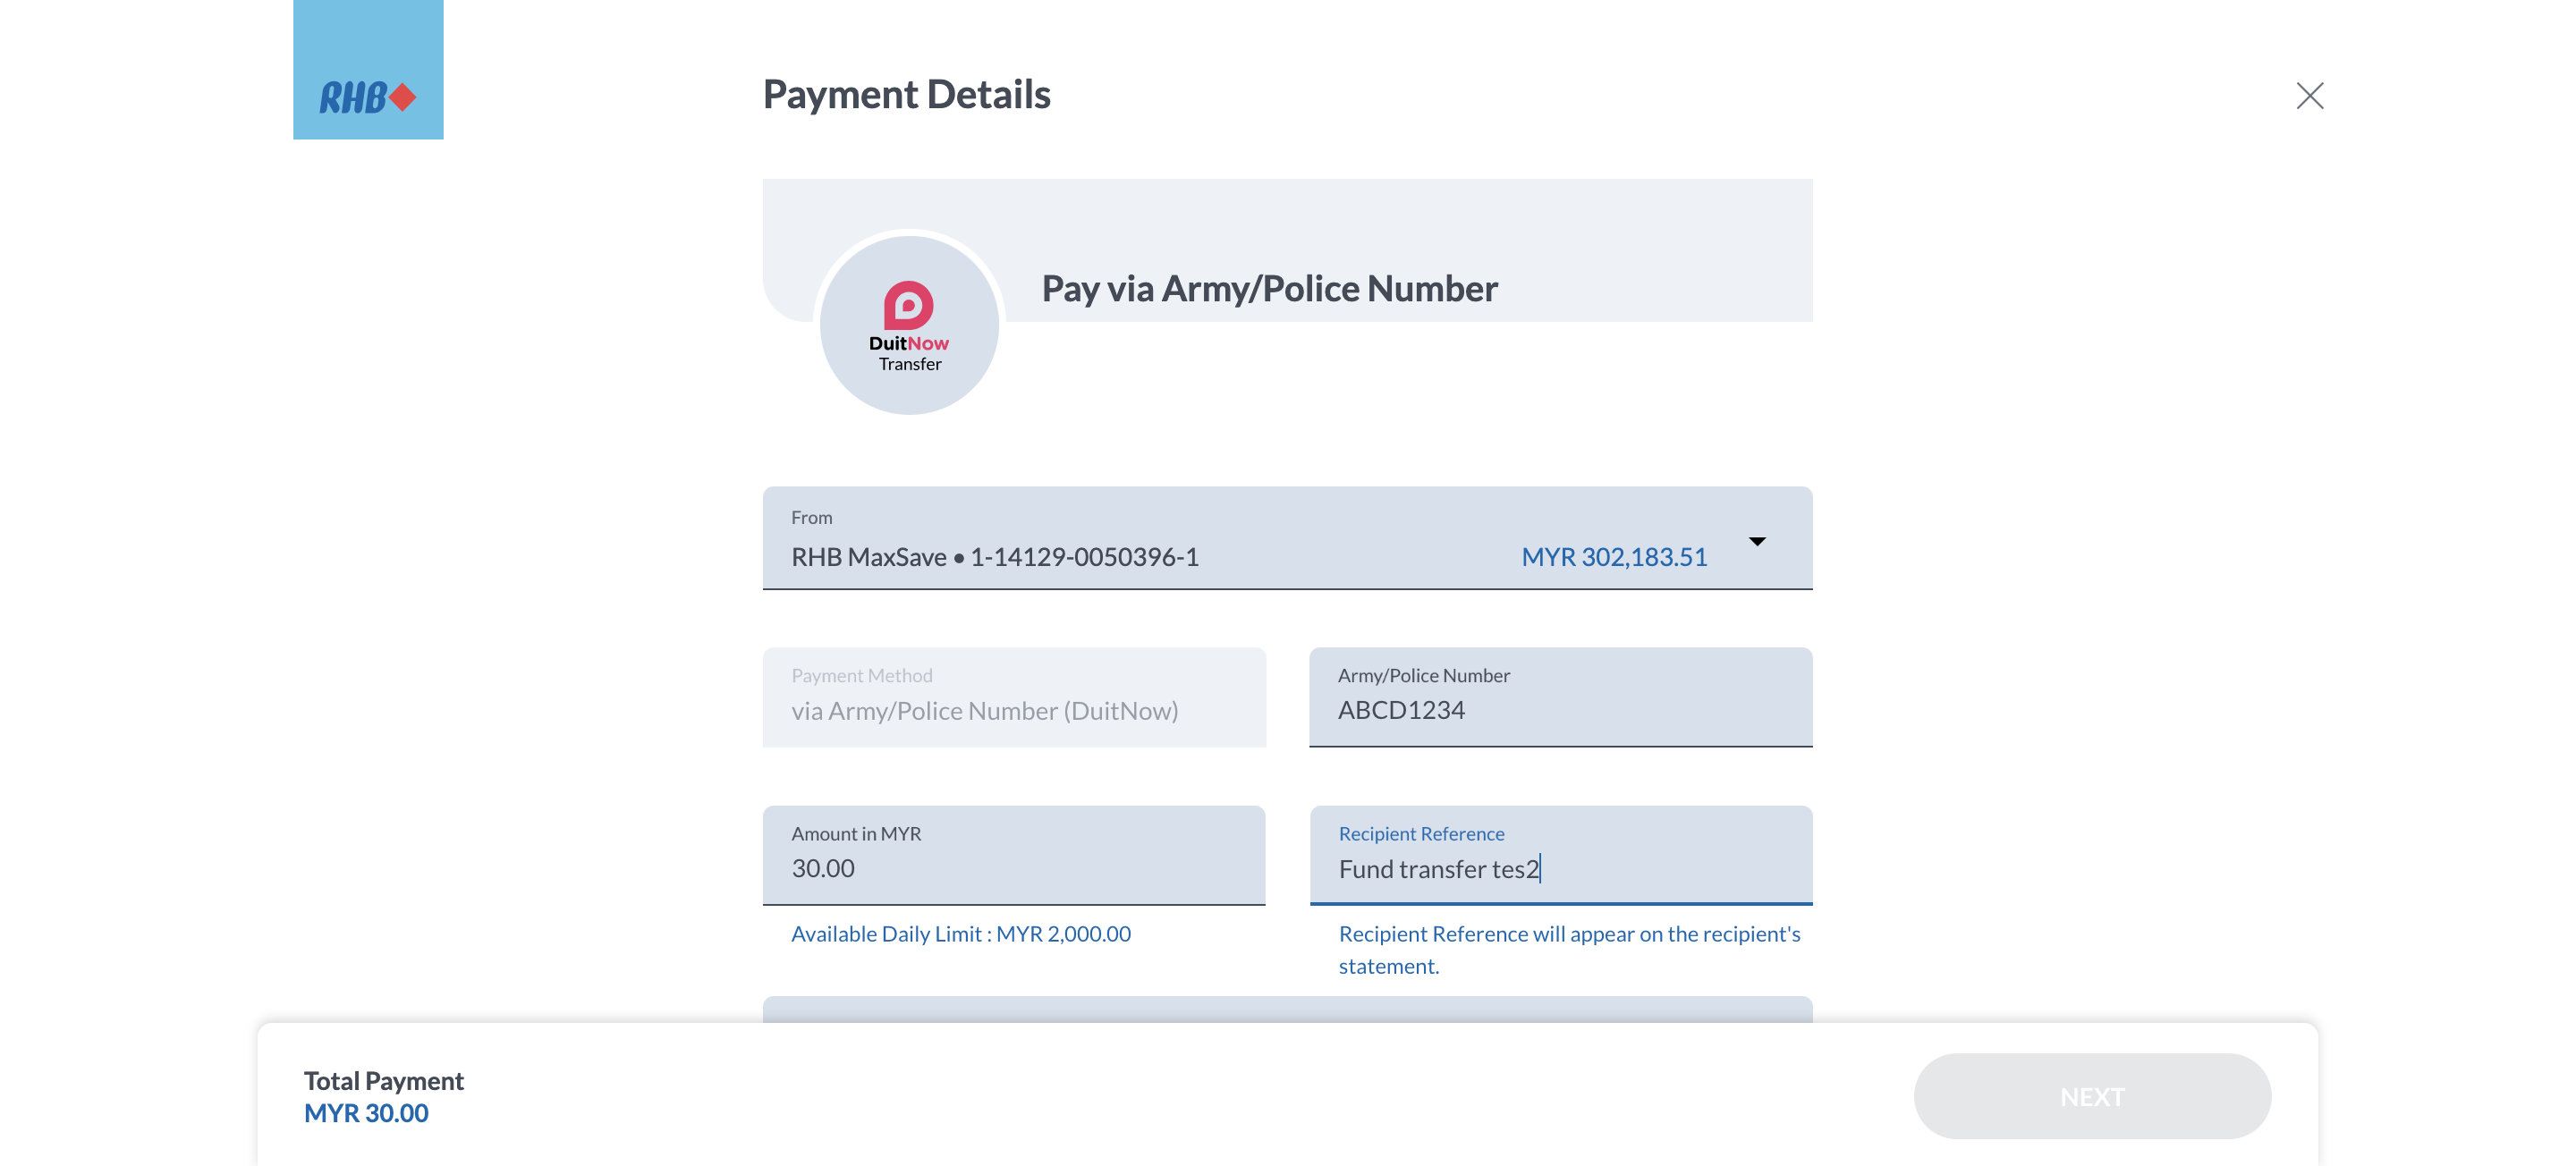 RHB
Payment Details
Pay via Army/Police Number
DuitNow
Transfer
From
RHB MaxSave • 1-14129-0050396-1
MYR 302,183.51
Payment Method
via Army/Police Number (DuitNow)
Army/Police Number
ABCD1234
Amount in MYR
30.00
Available Daily Limit : MYR 2,000.00
Recipient Reference
Fund transfer tes2
Recipient Reference will appear on the recipient's
statement.
Total Payment
MYR 30.00
NEXT